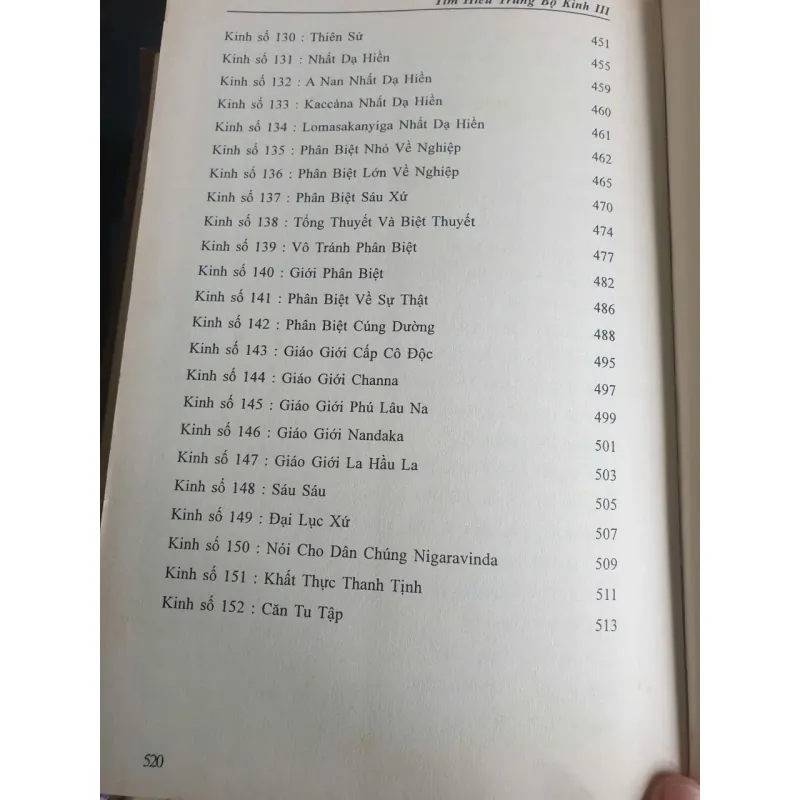 Tìm Hiểu Trung Bộ Kinh III
Kinh số 130 : Thiên Sứ 451
Kinh số 131 : Nhất Dạ Hiền 455
Kinh số 132 : A Nan Nhất Dạ Hiền 459
Kinh số 133 : Kaccàna Nhất Dạ Hiền 460
Kinh số 134 : Lomasakanyiga Nhất Dạ Hiền 461
Kinh số 135 : Phân Biệt Nhỏ Về Nghiệp 462
Kinh số 136 : Phân Biệt Lớn Về Nghiệp 465
Kinh số 137 : Phân Biệt Sáu Xứ 470
Kinh số 138 : Tổng Thuyết Và Biệt Thuyết 474
Kinh số 139 : Vô Tránh Phân Biệt 477
Kinh số 140 : Giới Phân Biệt 482
Kinh số 141 : Phân Biệt Về Sự Thật 486
Kinh số 142 : Phân Biệt Cúng Dường 488
Kinh số 143 : Giáo Giới Cấp Cô Độc 495
Kinh số 144 : Giáo Giới Channa 497
Kinh số 145 : Giáo Giới Phú Lâu Na 499
Kinh số 146 : Giáo Giới Nandaka 501
Kinh số 147 : Giáo Giới La Hầu La 503
Kinh số 148 : Sáu Sáu 505
Kinh số 149 : Đại Lục Xứ 507
Kinh số 150 : Nói Cho Dân Chúng Nigaravinda 509
Kinh số 151 : Khất Thực Thanh Tịnh 511
Kinh số 152 : Căn Tu Tập 513
520